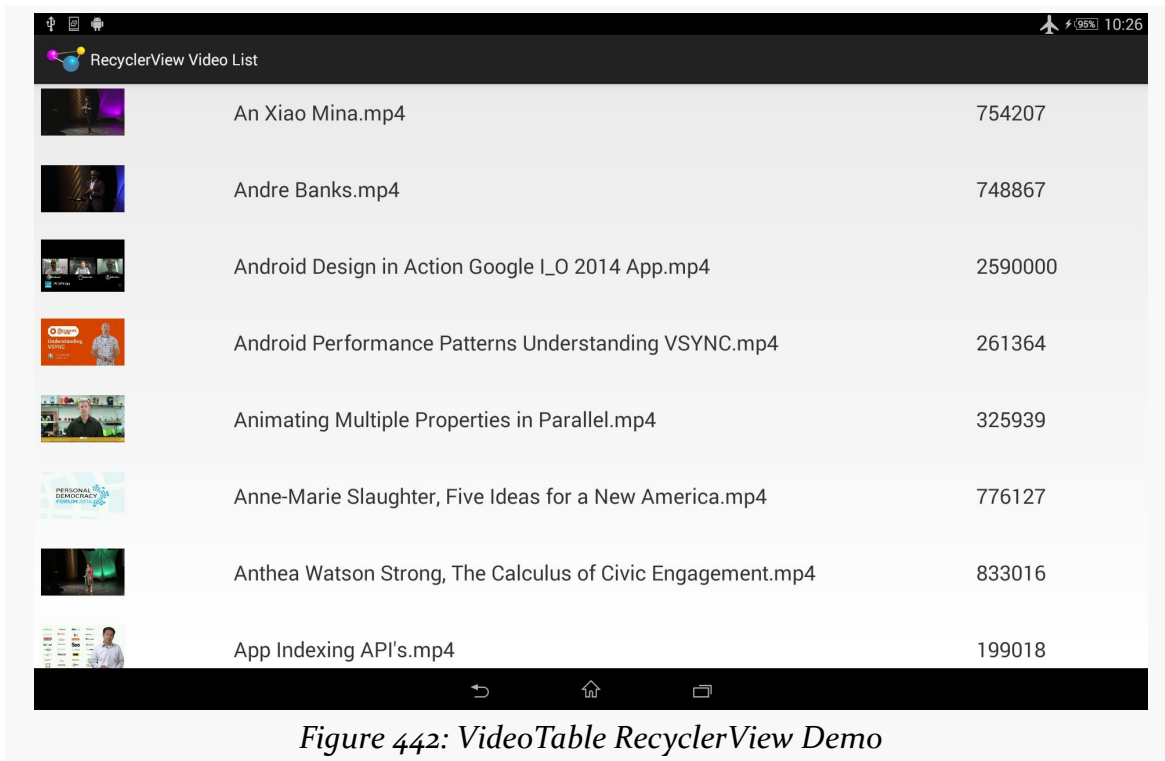 95% 10:26
RecyclerView Video List
An Xiao Mina.mp4 754207
Andre Banks.mp4 748867
Android Design in Action Google I_O 2014 App.mp4 2590000
Understanding
VSYNC
Android Performance Patterns Understanding VSYNC.mp4 261364
Animating Multiple Properties in Parallel.mp4 325939
PERSONAL
DEMOCRACY
FORUM 2014
Anne-Marie Slaughter, Five Ideas for a New America.mp4 776127
Anthea Watson Strong, The Calculus of Civic Engagement.mp4 833016
App Indexing API's.mp4 199018
Figure 442: VideoTable RecyclerView Demo